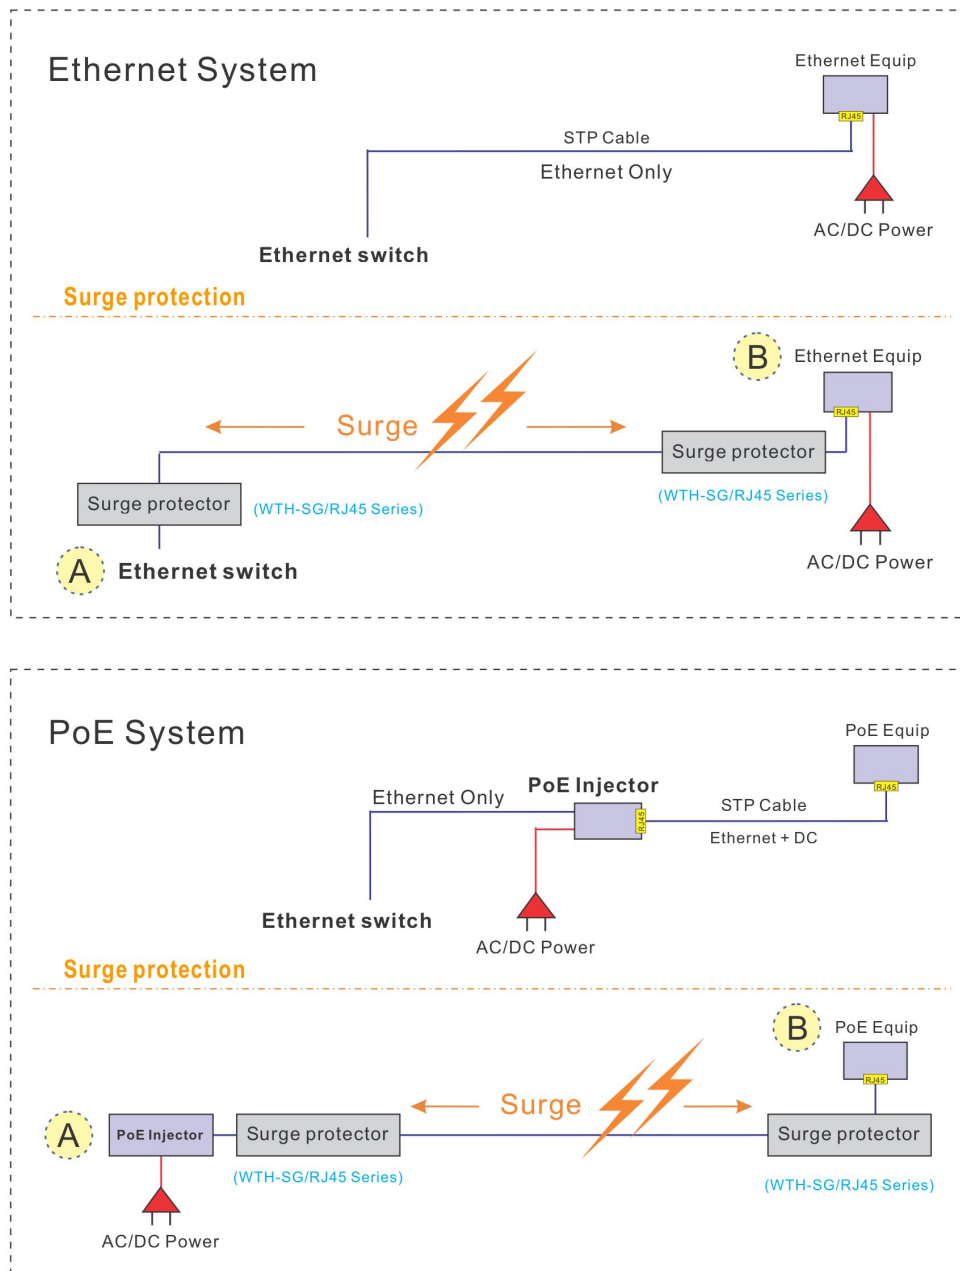 Ethernet System
Ethernet Equip
RJ45
STP Cable
Ethernet Only
AC/DC Power
Ethernet switch
Surge protection
B
Ethernet Equip
RJ45
Surge
Surge protector
(WTH-SG/RJ45 Series)
Surge protector
(WTH-SG/RJ45 Series)
AC/DC Power
A
Ethernet switch
PoE System
PoE Equip
RJ45
PoE Injector
Ethernet Only
STP Cable
RJ45
Ethernet + DC
Ethernet switch
AC/DC Power
Surge protection
B
PoE Equip
RJ45
Surge
A
PoE Injector
Surge protector
Surge protector
(WTH-SG/RJ45 Series)
(WTH-SG/RJ45 Series)
AC/DC Power